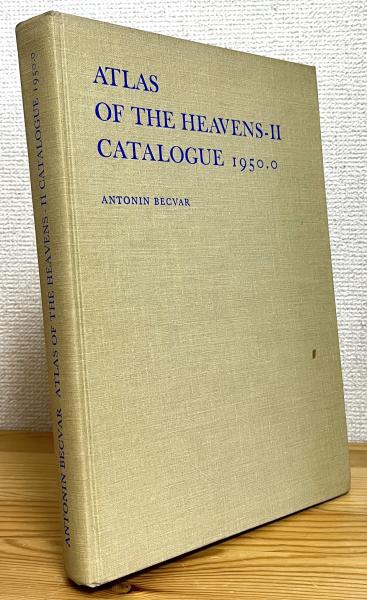 ATLAS
OF THE HEAVENS-II
CATALOGUE 1950.0
ANTONIN BECVAR
ANTONIN BECVAR ATLAS OF THE HEAVENS - II CATALOGUE 1950.0